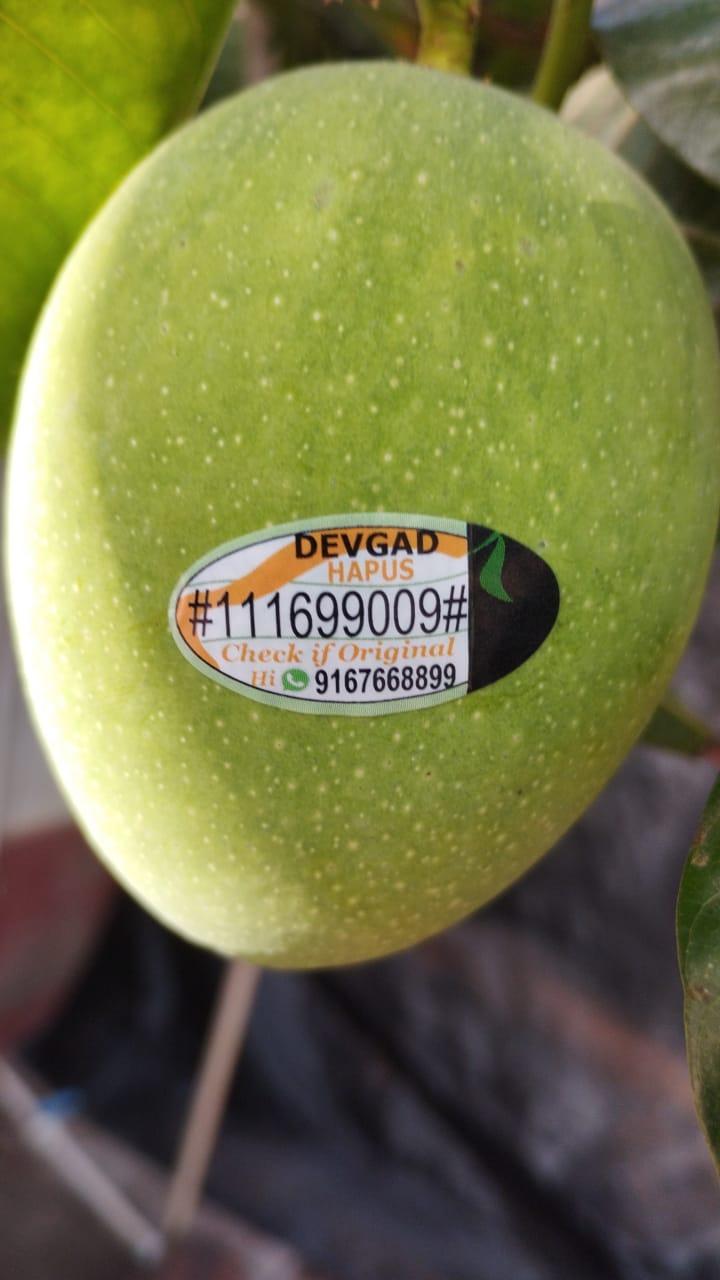 DEVGAD
HAPUS
#111699009#
Check if Original
Hi 9167668899